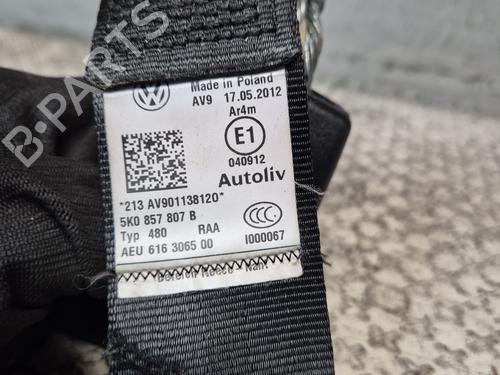 B-PARTS
Made in Poland
AV9 17.05.2012
Ar4m
E1
040912
Autoliv
*213 AV901138120*
5K0 857 807 B
Typ 480 RAA
AEU 616 3065 00
CCC
I000067